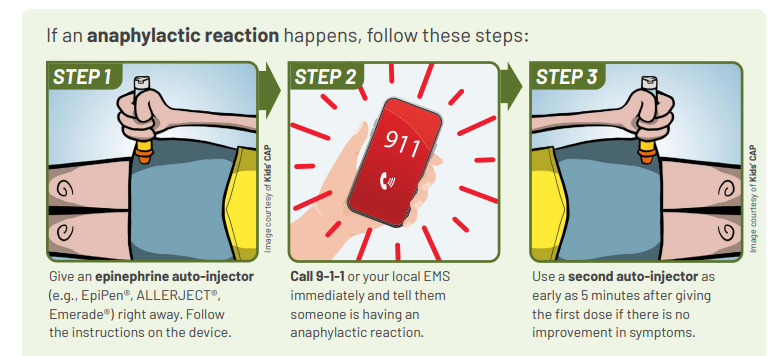 If an anaphylactic reaction happens, follow these steps:
STEP 1
Image courtesy of Kids' CAP
Give an epinephrine auto-injector
(e.g., EpiPen®, ALLERJECT®,
Emerade®) right away. Follow
the instructions on the device.
STEP 2
911
Call 9-1-1 or your local EMS
immediately and tell them
someone is having an
anaphylactic reaction.
STEP 3
Image courtesy of Kids' CAP
Use a second auto-injector as
early as 5 minutes after giving
the first dose if there is no
improvement in symptoms.